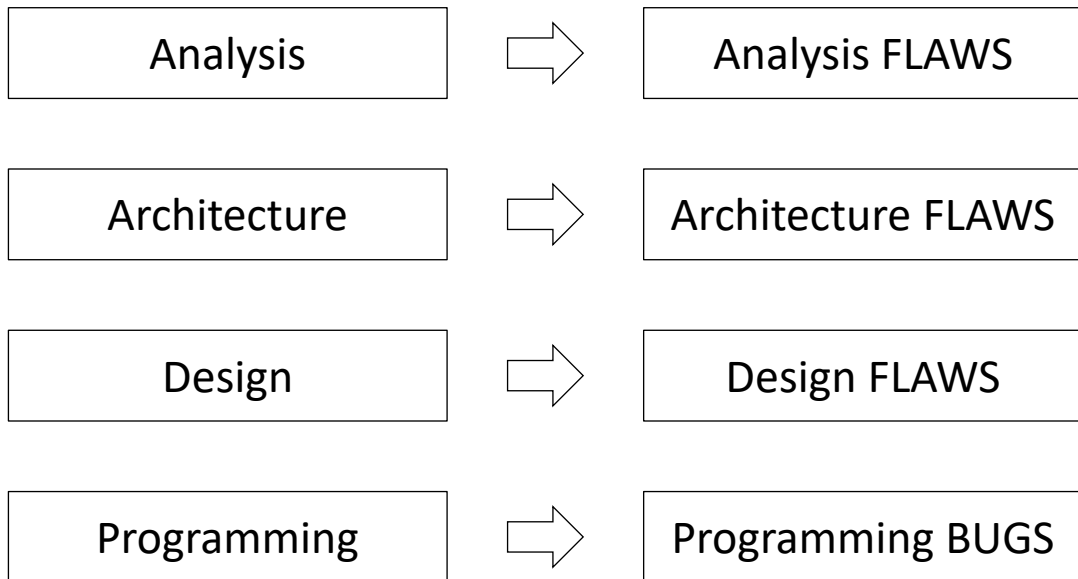 Analysis
Analysis FLAWS
Architecture
Architecture FLAWS
Design
Design FLAWS
Programming
Programming BUGS